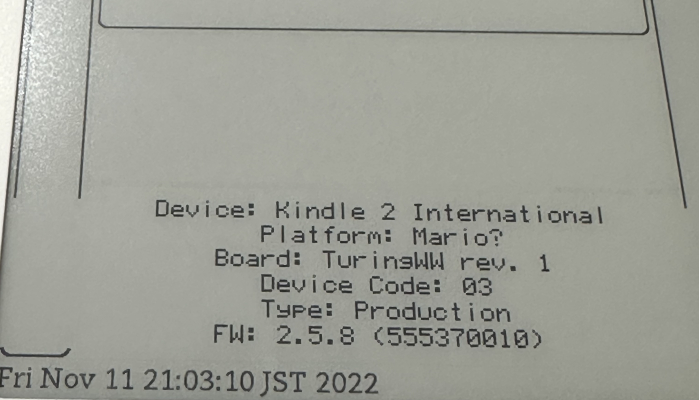 Device: Kindle 2 International
Platform: Mario?
Board: TuringWW rev. 1
Device Code: 03
Type: Production
FW: 2.5.8 (555370010)
Fri Nov 11 21:03:10 JST 2022